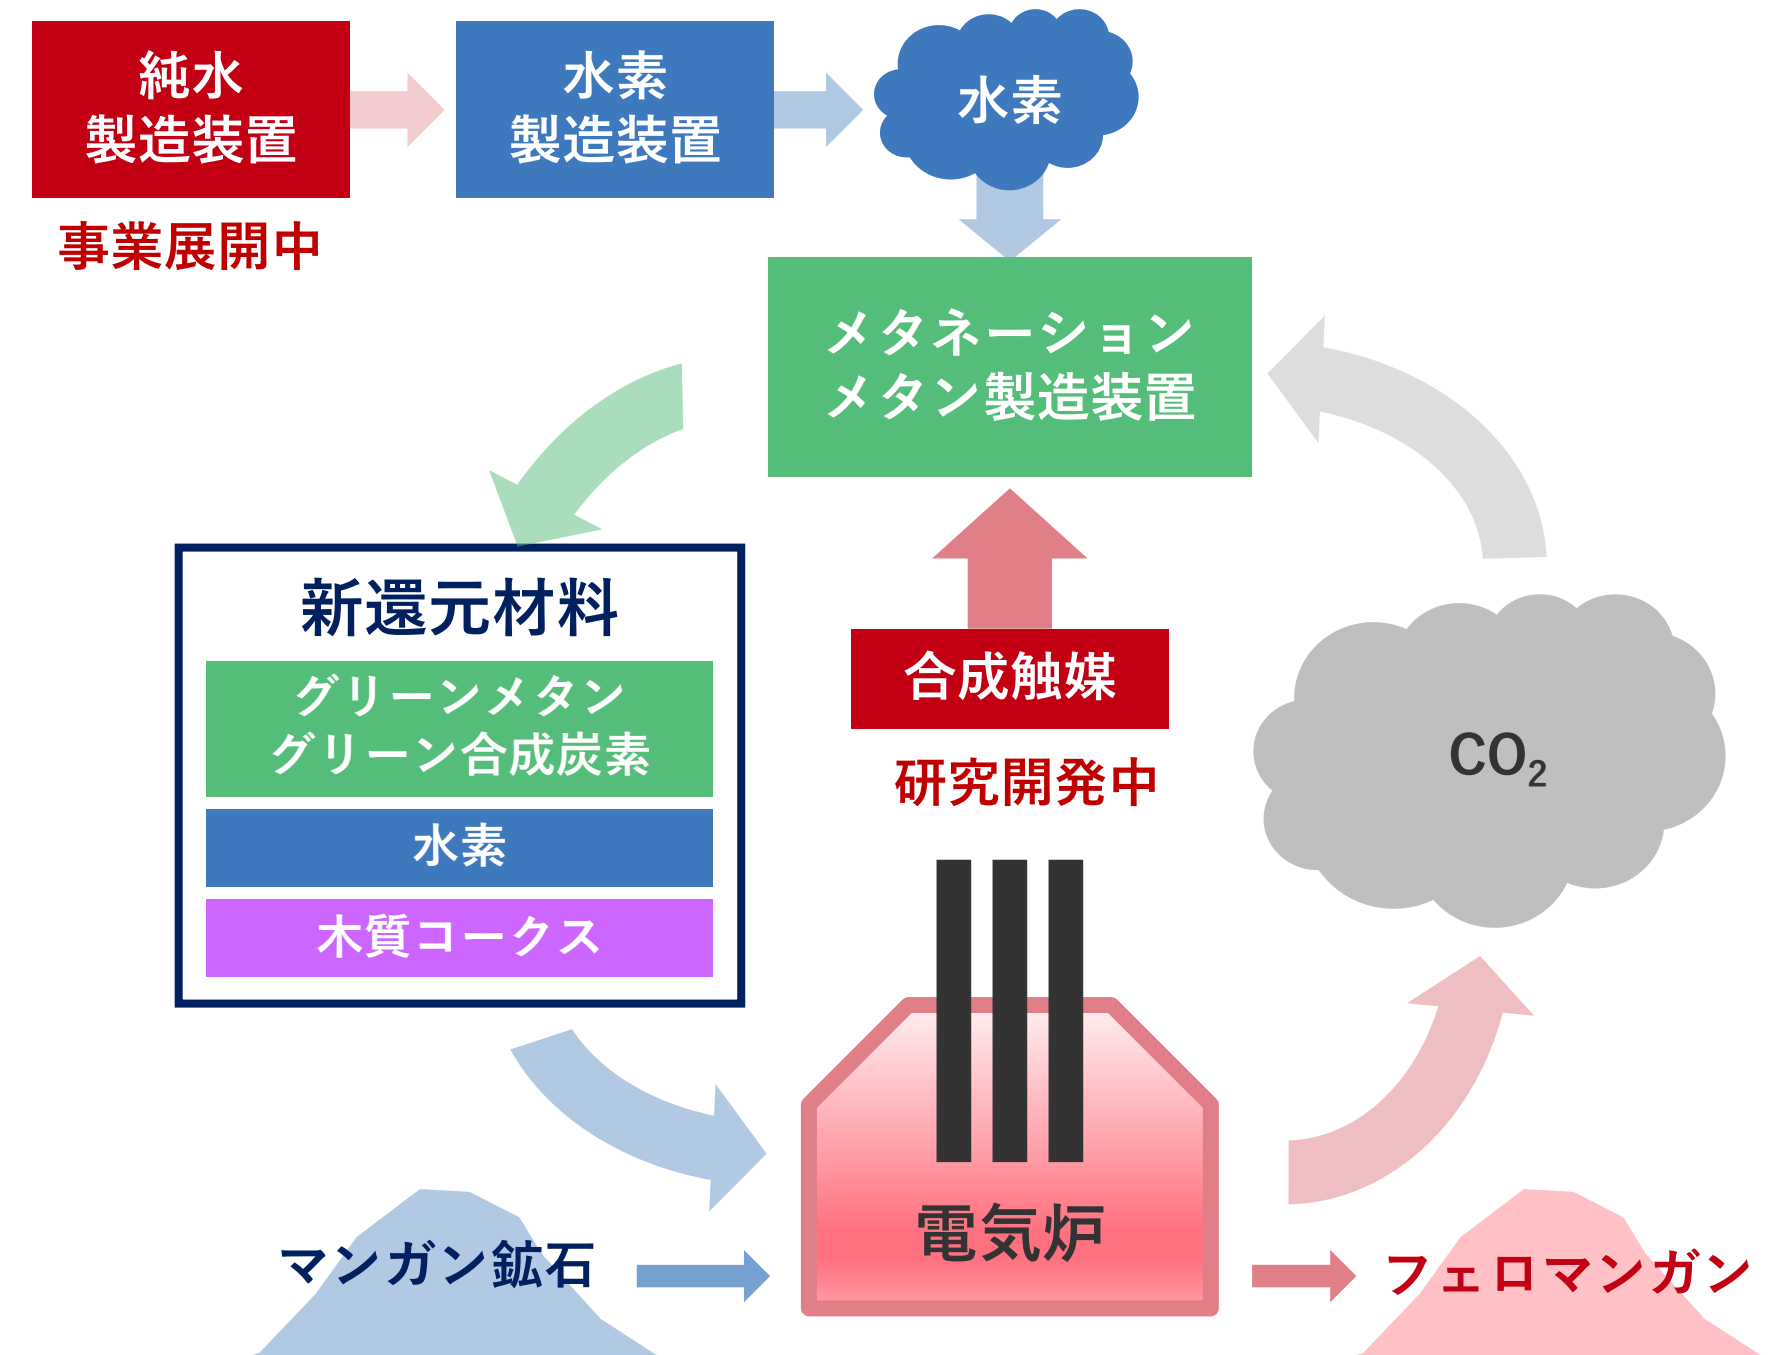 純水
製造装置
事業展開中
水素
製造装置
水素
メタネーション
メタン製造装置
新還元材料
グリーンメタン
グリーン合成炭素
水素
木質コークス
合成触媒
研究開発中
CO₂
電気炉
マンガン鉱石
フェロマンガン